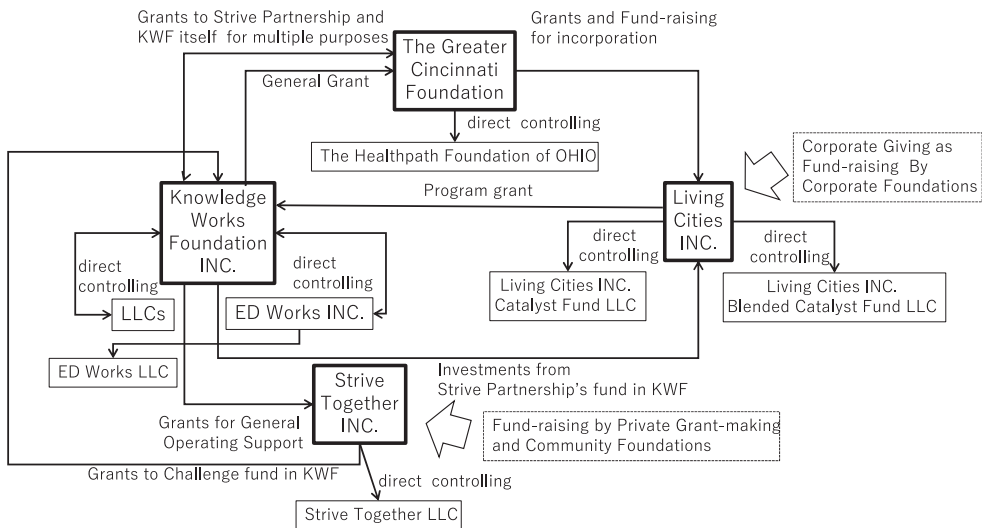 Grants to Strive Partnership and
KWF itself for multiple purposes
Grants and Fund-raising
for incorporation
The Greater
Cincinnati
Foundation
General Grant
direct controlling
The Healthpath Foundation of OHIO
Corporate Giving as
Fund-raising By
Corporate Foundations
Program grant
Knowledge
Works
Foundation
INC.
Living
Cities
INC.
direct
controlling
direct
controlling
direct
controlling
direct
controlling
LLCs
ED Works INC.
Living Cities INC.
Catalyst Fund LLC
Living Cities INC.
Blended Catalyst Fund LLC
ED Works LLC
Strive
Together
INC.
Investments from
Strive Partnership's fund in KWF
Grants for General
Operating Support
Fund-raising by Private Grant-making
and Community Foundations
Grants to Challenge fund in KWF
direct controlling
Strive Together LLC